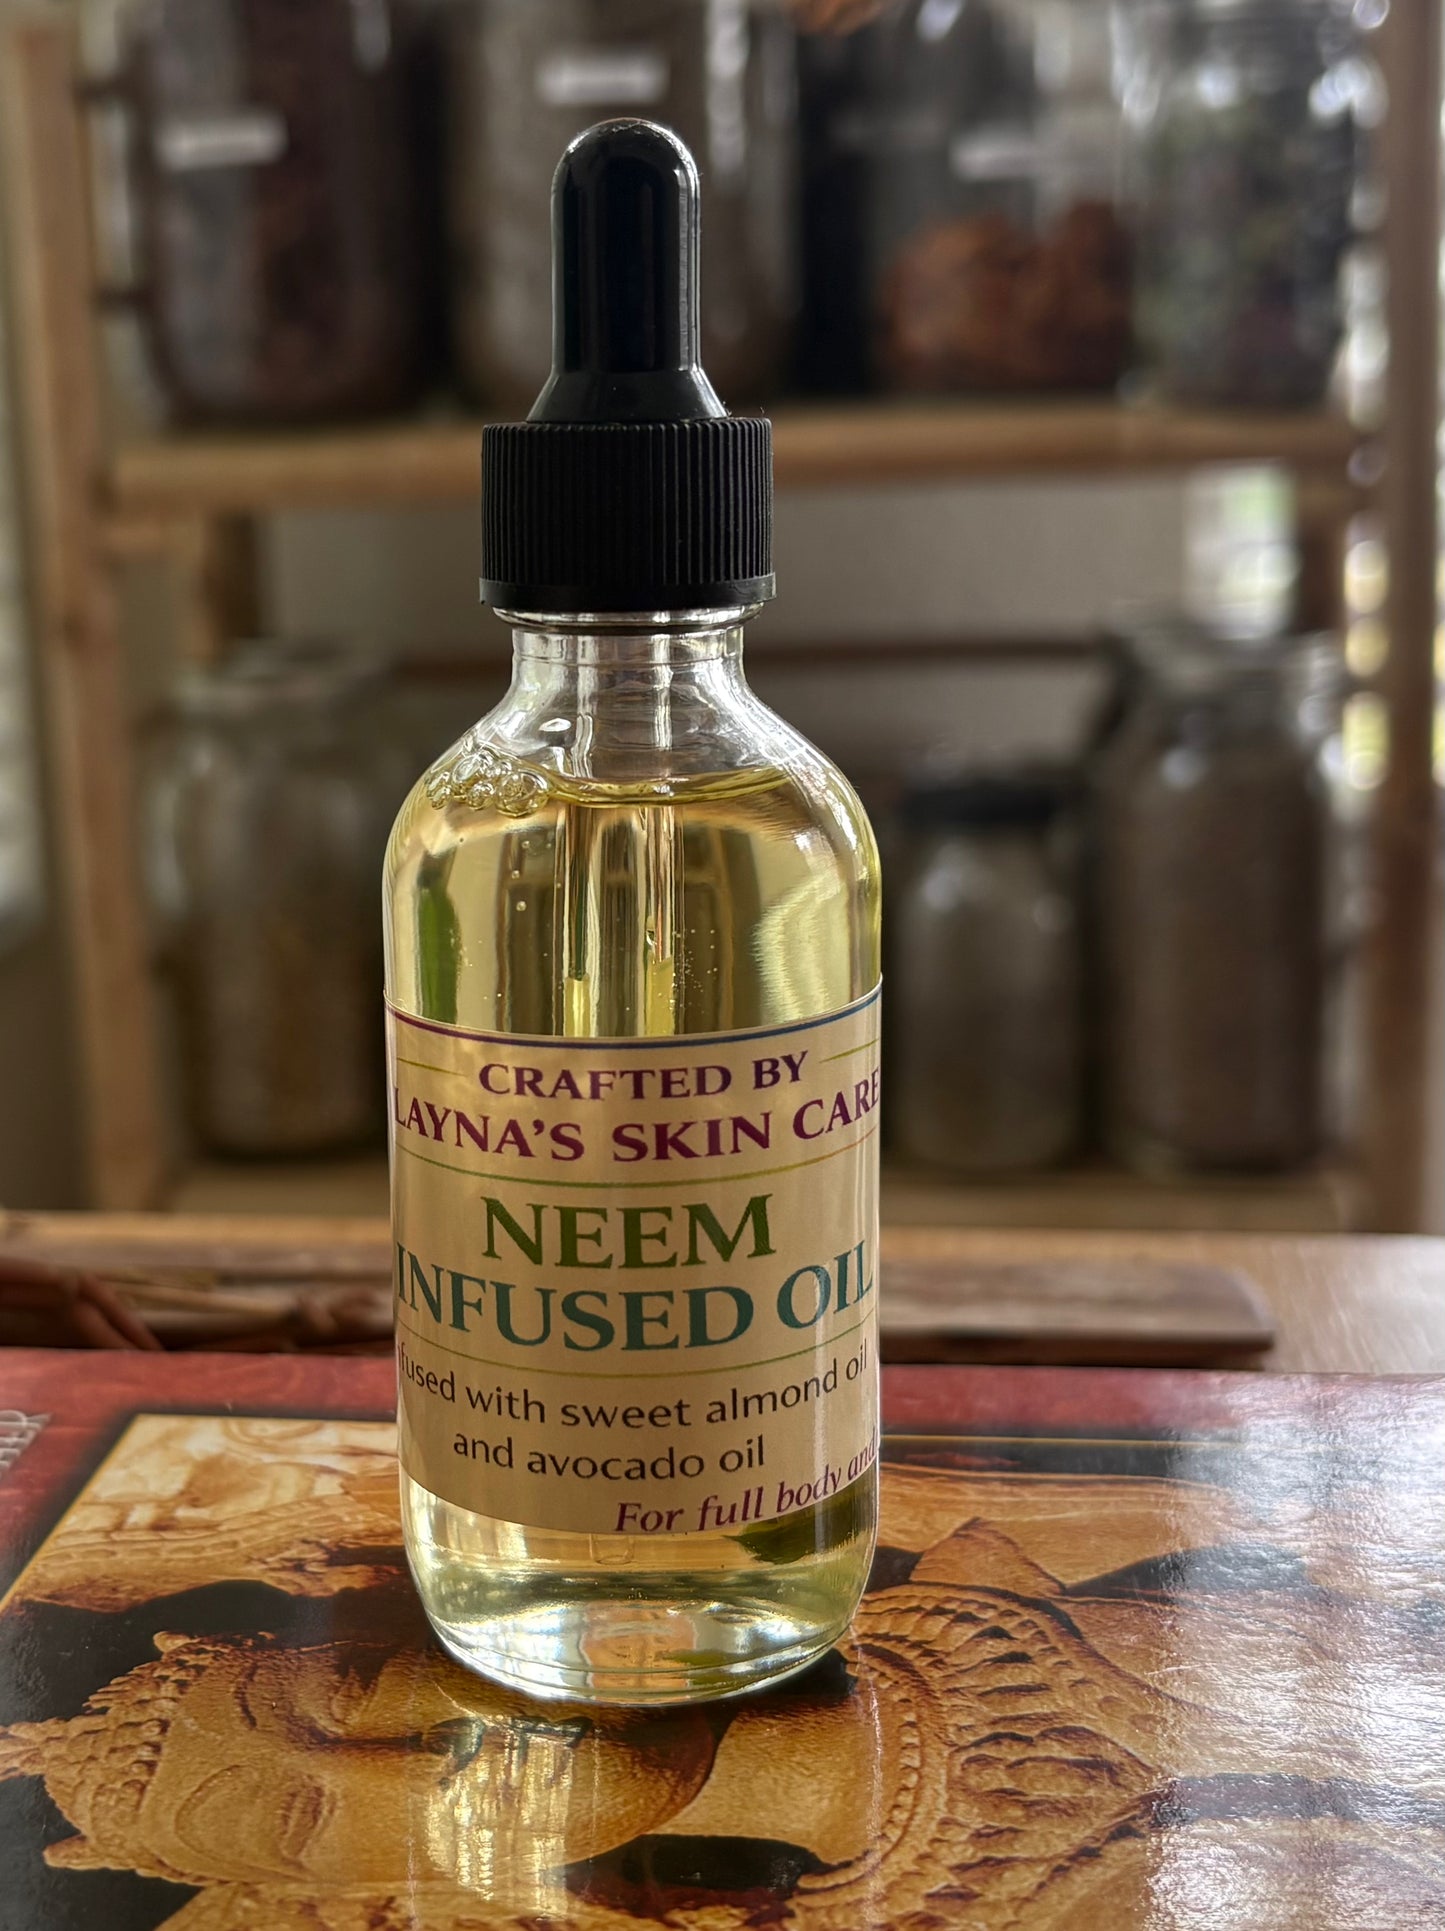 CRAFTED BY
LAYNA'S SKIN CARE
NEEM
INFUSED OIL
fused with sweet almond oil
and avocado oil
For full body and